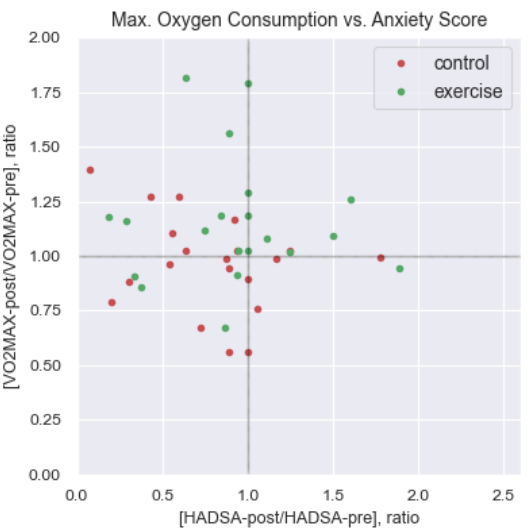 Max. Oxygen Consumption vs. Anxiety Score
2.00
1.75
1.50
1.25
1.00
0.75
0.50
0.25
0.00
[VO2MAX-post/VO2MAX-pre], ratio
control
exercise
0.0 0.5 1.0 1.5 2.0 2.5
[HADSA-post/HADSA-pre], ratio